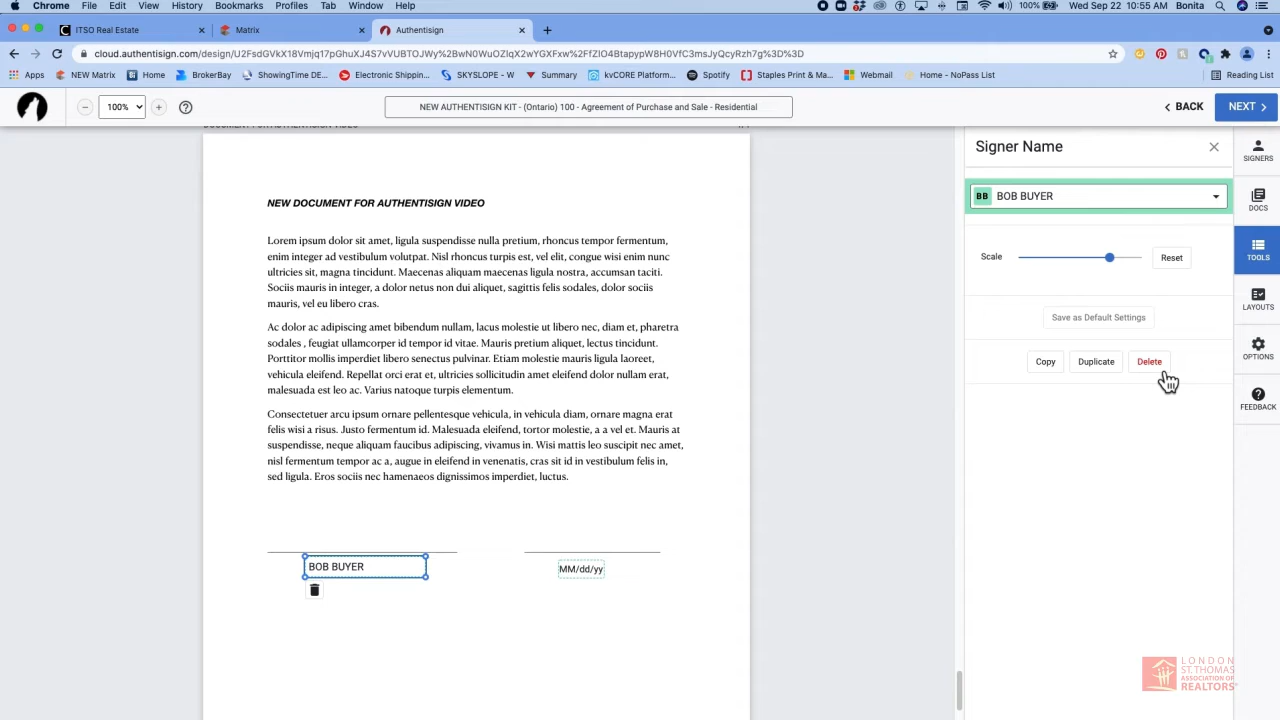 Chrome File Edit View History Bookmarks Profiles Tab Window Help 100% Wed Sep 22 10:55 AM Bonita
ITSO Real Estate Matrix Authentisign
Apps NEW Matrix Home BrokerBay ShowingTime DE... Electronic Shippin... SKYSLOPE - W Summary kvCORE Platform... Spotify Staples Print & Ma... Webmail Home - NoPass List Reading List
100% NEW AUTHENTISIGN KIT - (Ontario) 100 - Agreement of Purchase and Sale - Residential BACK NEXT
NEW DOCUMENT FOR AUTHENTISIGN VIDEO
Lorem ipsum dolor sit amet, ligula suspendisse nulla pretium, rhoncus tempor fermentum,
enim integer ad vestibulum volutpat. Nisl rhoncus turpis est, vel elit, congue wisi enim nunc
ultricies sit, magna tincidunt. Maecenas aliquam maecenas ligula nostra, accumsan taciti.
Sociis mauris in integer, a dolor netus non dui aliquet, sagittis felis sodales, dolor sociis
mauris, vel eu libero cras.
Ac dolor ac adipiscing amet bibendum nullam, lacus molestie ut libero nec, diam et, pharetra
sodales , feugiat ullamcorper id tempor id vitae. Mauris pretium aliquet, lectus tincidunt.
Porttitor mollis imperdiet libero senectus pulvinar. Etiam molestie mauris ligula laoreet,
vehicula eleifend. Repellat orci erat et, ultricies sollicitudin amet eleifend dolor nullam erat,
malesuada est leo ac. Varius natoque turpis elementum.
Consectetuer arcu ipsum ornare pellentesque vehicula, in vehicula diam, ornare magna erat
felis wisi a risus. Justo fermentum id. Malesuada eleifend, tortor molestie, a a vel et. Mauris at
suspendisse, neque aliquam faucibus adipiscing, vivamus in. Wisi mattis leo suscipit nec amet,
nisl fermentum tempor ac a, augue in eleifend in venenatis, cras sit id in vestibulum felis in,
sed ligula. Eros sociis nec hamenaeos dignissimos imperdiet, luctus.
BOB BUYER MM/dd/yy
Signer Name
BB BOB BUYER
Scale Reset
Save as Default Settings
Copy Duplicate Delete
SIGNERS
DOCS
TOOLS
LAYOUTS
OPTIONS
FEEDBACK
LONDON
ST. THOMAS
ASSOCIATION OF
REALTORS